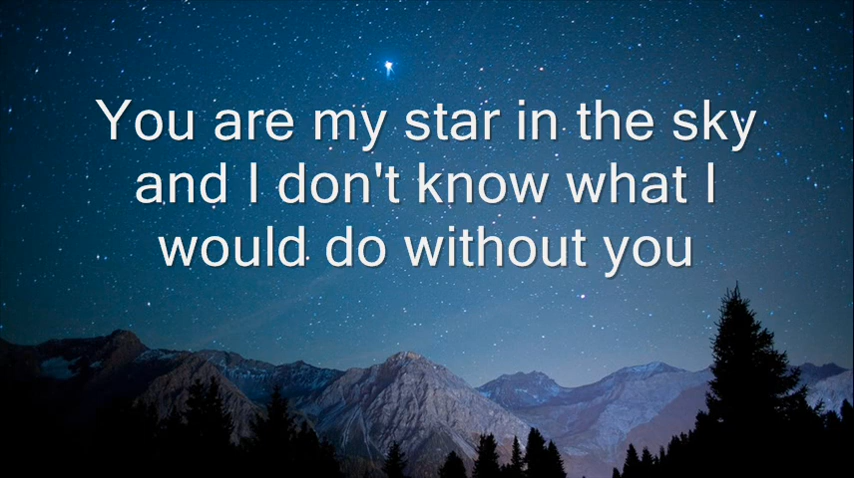 You are my star in the sky
and I don't know what I
would do without you